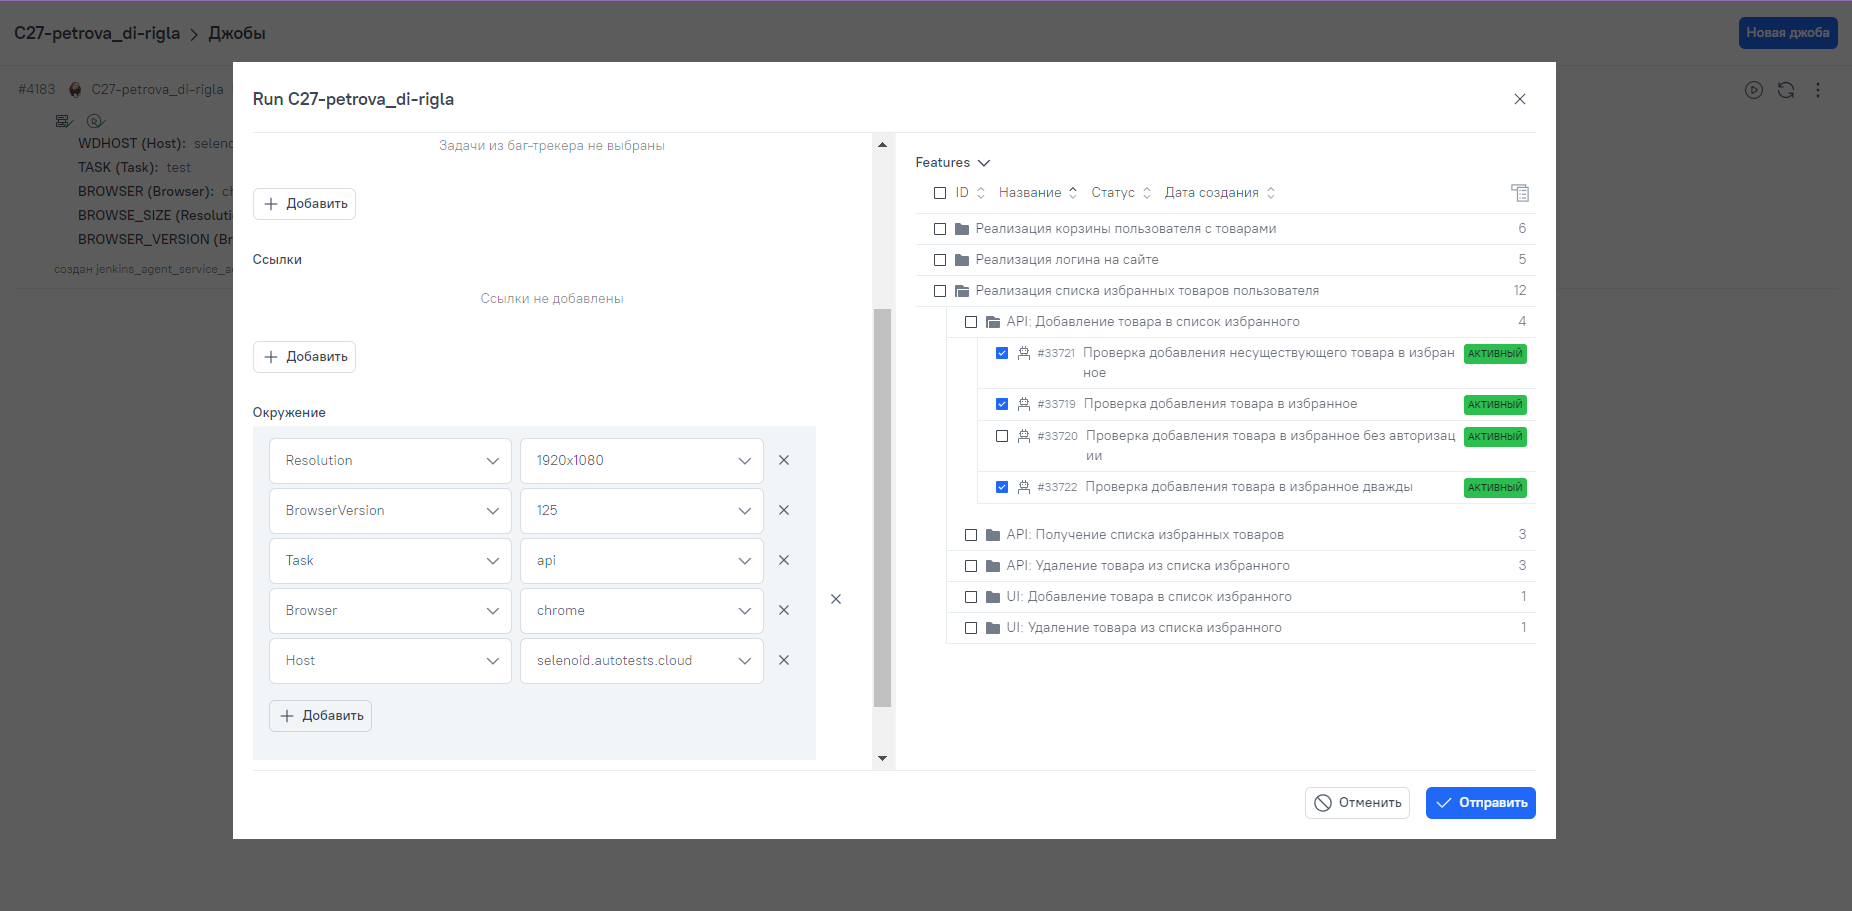 C27-petrova_di-rigla > Джобы
Новая джоба
#4183 C27-petrova_di-rigla
WDHOST (Host): seleno
TASK (Task): test
BROWSER (Browser): ch
BROWSE_SIZE (Resoluti
BROWSER_VERSION (Br
создан jenkins_agent_service_a
Run C27-petrova_di-rigla
Задачи из баг-трекера не выбраны
Добавить
Ссылки
Ссылки не добавлены
Добавить
Окружение
Resolution 1920x1080
BrowserVersion 125
Task api
Browser chrome
Host selenoid.autotests.cloud
Добавить
Features
ID Название Статус Дата создания
Реализация корзины пользователя с товарами 6
Реализация логина на сайте 5
Реализация списка избранных товаров пользователя 12
API: Добавление товара в список избранного 4
#33721 Проверка добавления несуществующего товара в избран АКТИВНЫЙ
ное
#33719 Проверка добавления товара в избранное АКТИВНЫЙ
#33720 Проверка добавления товара в избранное без авторизац АКТИВНЫЙ
ии
#33722 Проверка добавления товара в избранное дважды АКТИВНЫЙ
API: Получение списка избранных товаров 3
API: Удаление товара из списка избранного 3
UI: Добавление товара в список избранного 1
UI: Удаление товара из списка избранного 1
Отменить
Отправить